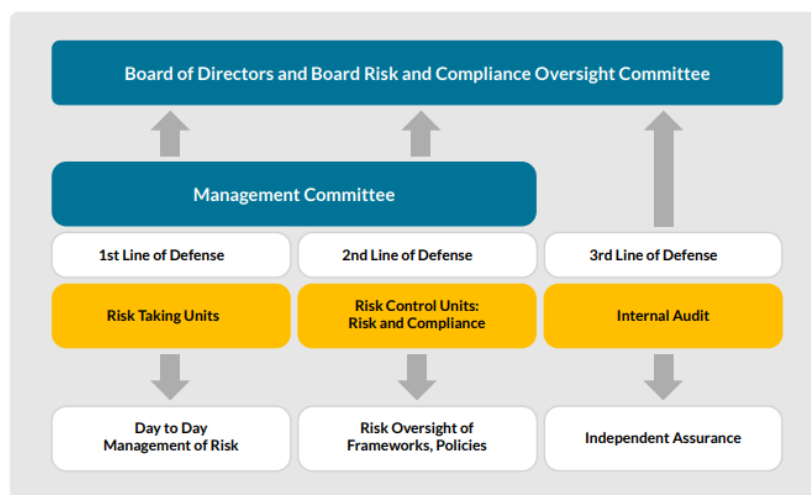 Board of Directors and Board Risk and Compliance Oversight Committee
Management Committee
1st Line of Defense
2nd Line of Defense
3rd Line of Defense
Risk Taking Units
Risk Control Units:
Risk and Compliance
Internal Audit
Day to Day
Management of Risk
Risk Oversight of
Frameworks, Policies
Independent Assurance